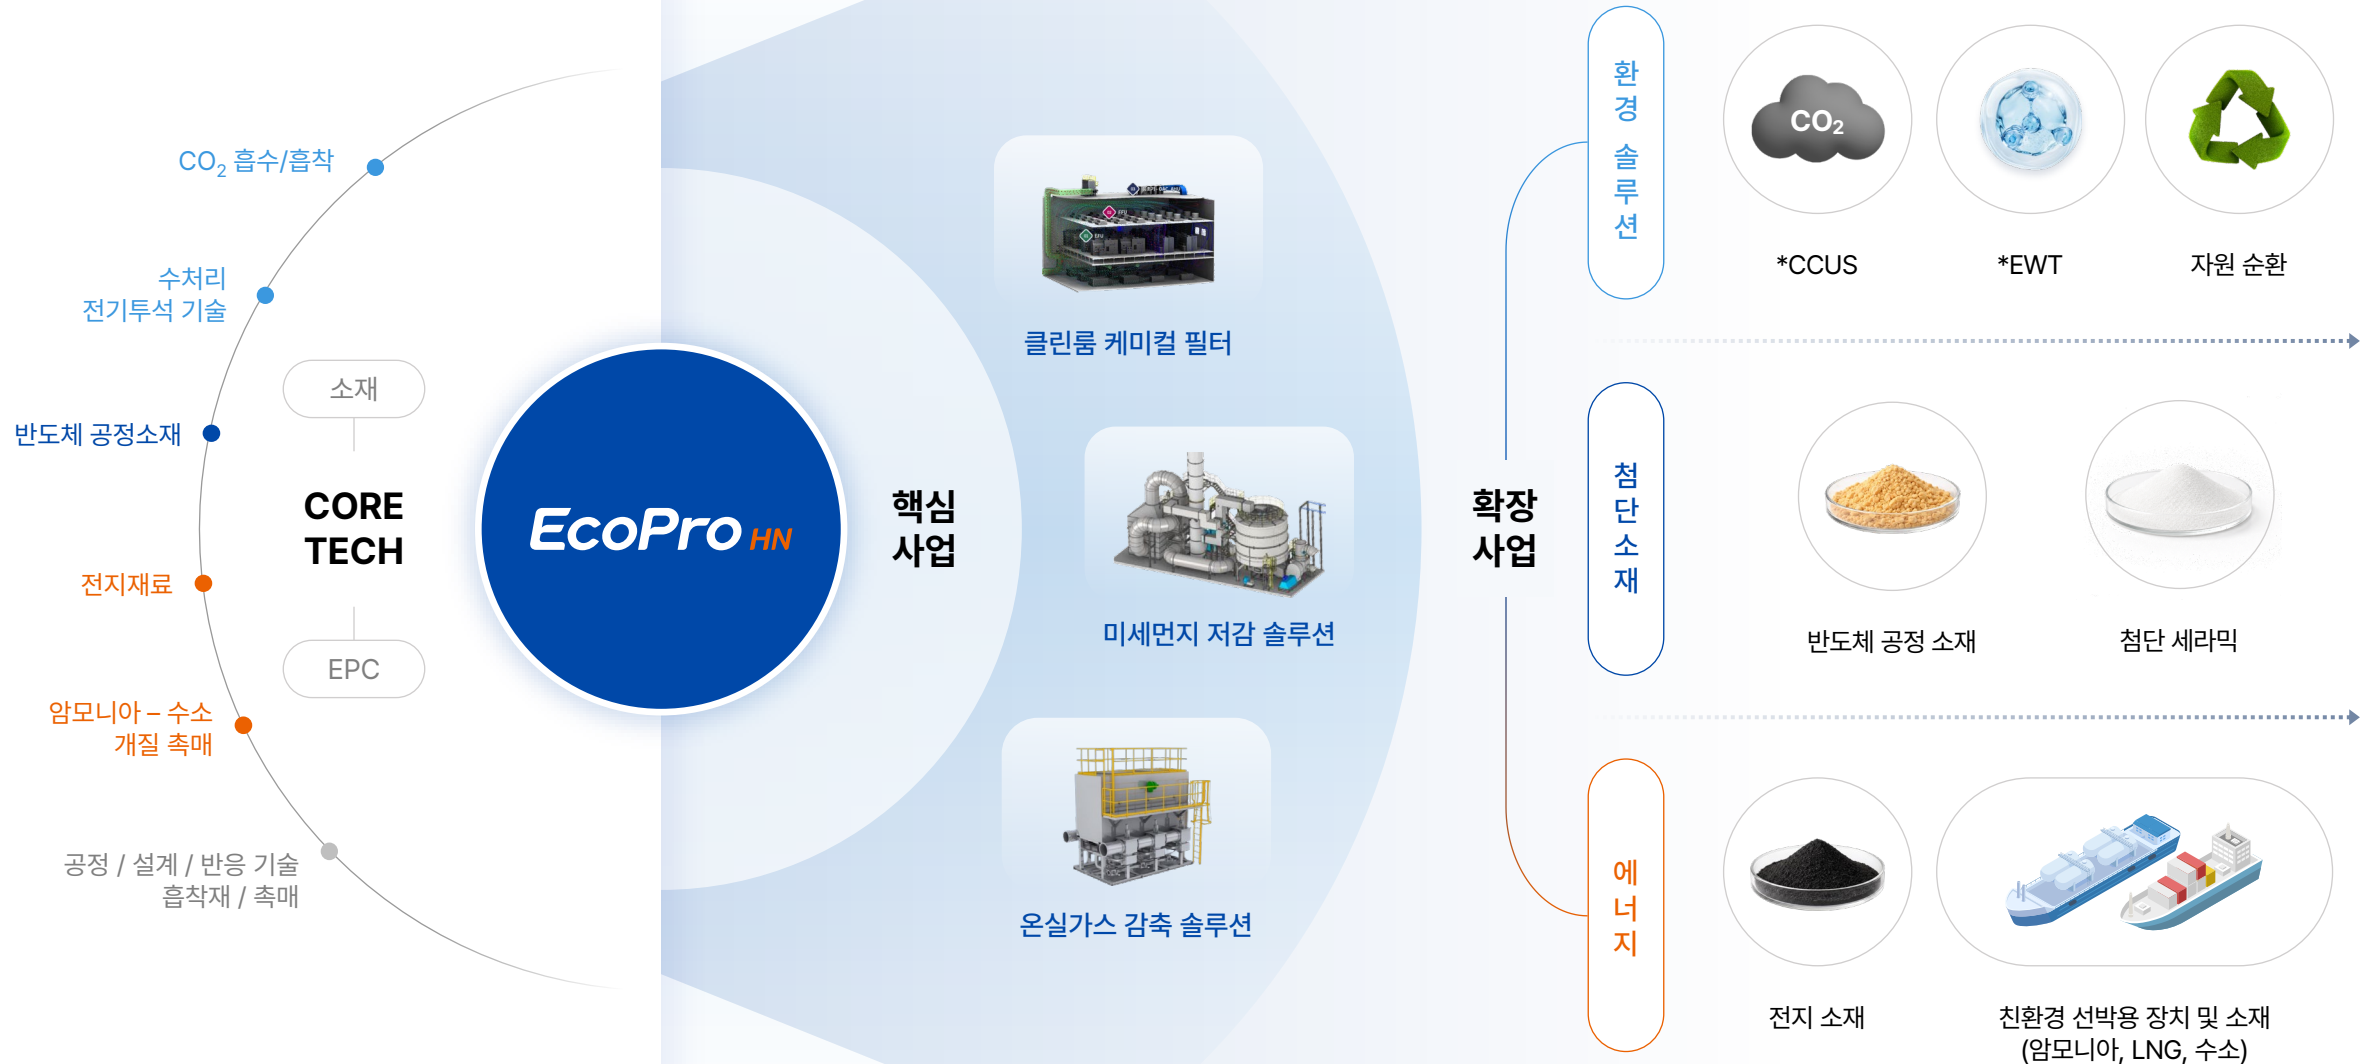 CO₂ 흡수/흡착
수처리
전기투석 기술
반도체 공정소재
전지재료
암모니아 – 수소
개질 촉매
공정 / 설계 / 반응 기술
흡착재 / 촉매
소재
CORE
TECH
EPC
EcoPro HN
핵심
사업
클린룸 케미컬 필터
미세먼지 저감 솔루션
온실가스 감축 솔루션
확장
사업
환경 솔루션
CO₂
*CCUS
*EWT
자원 순환
첨단소재
반도체 공정 소재
첨단 세라믹
에너지
전지 소재
친환경 선박용 장치 및 소재
(암모니아, LNG, 수소)